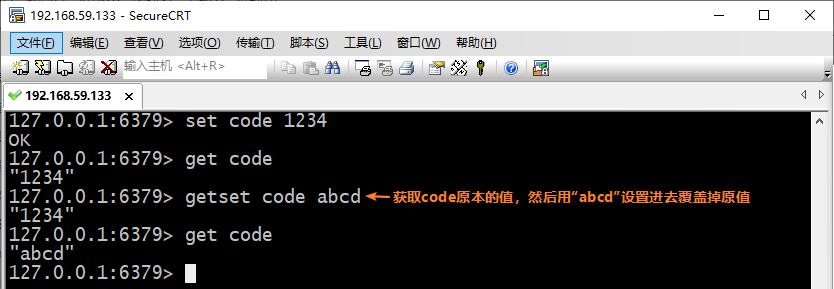 192.168.59.133 - SecureCRT
文件(F) 编辑(E) 查看(V) 选项(O) 传输(T) 脚本(S) 工具(L) 窗口(W) 帮助(H)
输入主机 <Alt+R>
192.168.59.133
127.0.0.1:6379> set code 1234
OK
127.0.0.1:6379> get code
"1234"
127.0.0.1:6379> getset code abcd 获取code原本的值，然后用“abcd”设置进去覆盖掉原值
"1234"
127.0.0.1:6379> get code
"abcd"
127.0.0.1:6379>